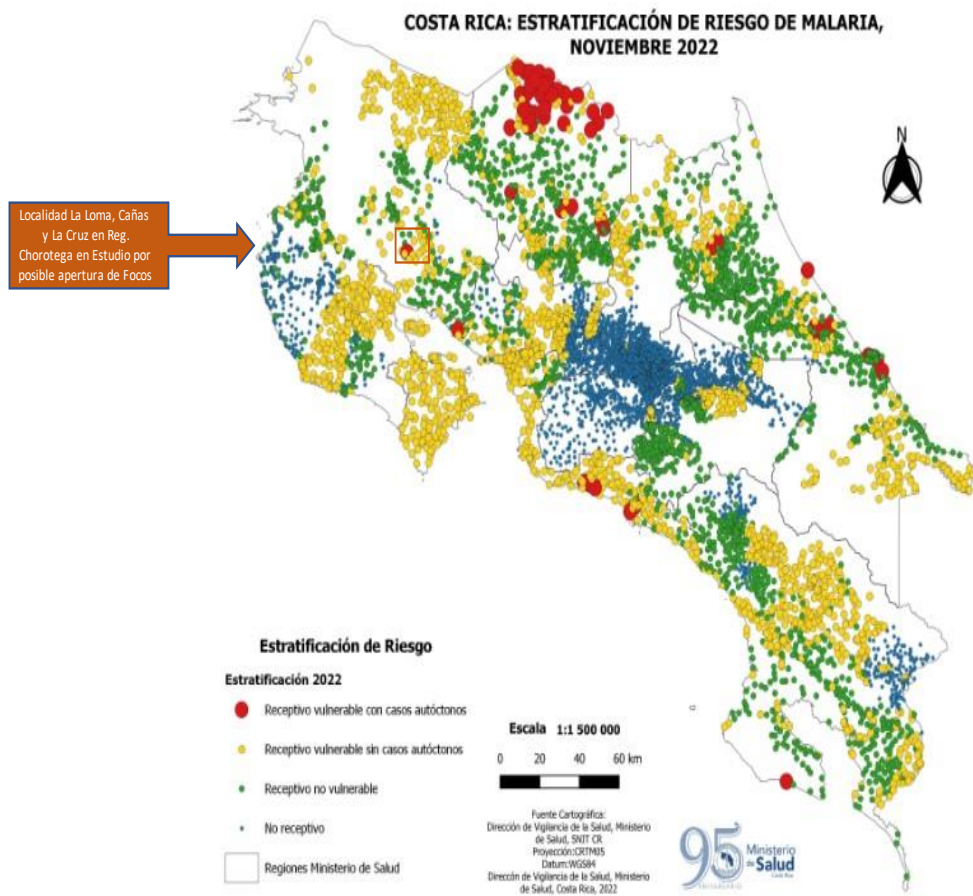 COSTA RICA: ESTRATIFICACIÓN DE RIESGO DE MALARIA,
NOVIEMBRE 2022
N
Localidad La Loma, Cañas
y La Cruz en Reg.
Chorotega en Estudio por
posible apertura de Focos
Estratificación de Riesgo
Estratificación 2022
Receptivo vulnerable con casos autóctonos
Receptivo vulnerable sin casos autóctonos
Receptivo no vulnerable
No receptivo
Regiones Ministerio de Salud
Escala 1:1 500 000
0 20 40 60 km
Fuente Cartográfica:
Dirección de Vigilancia de la Salud, Ministerio
de Salud, SNIT CR
Proyección:CRTM05
Datum:WGS84
Direccón de Vigilancia de la Salud, Ministerio
de Salud, Costa Rica, 2022
95
ANIVERSARIO
Ministerio
de Salud
Costa Rica